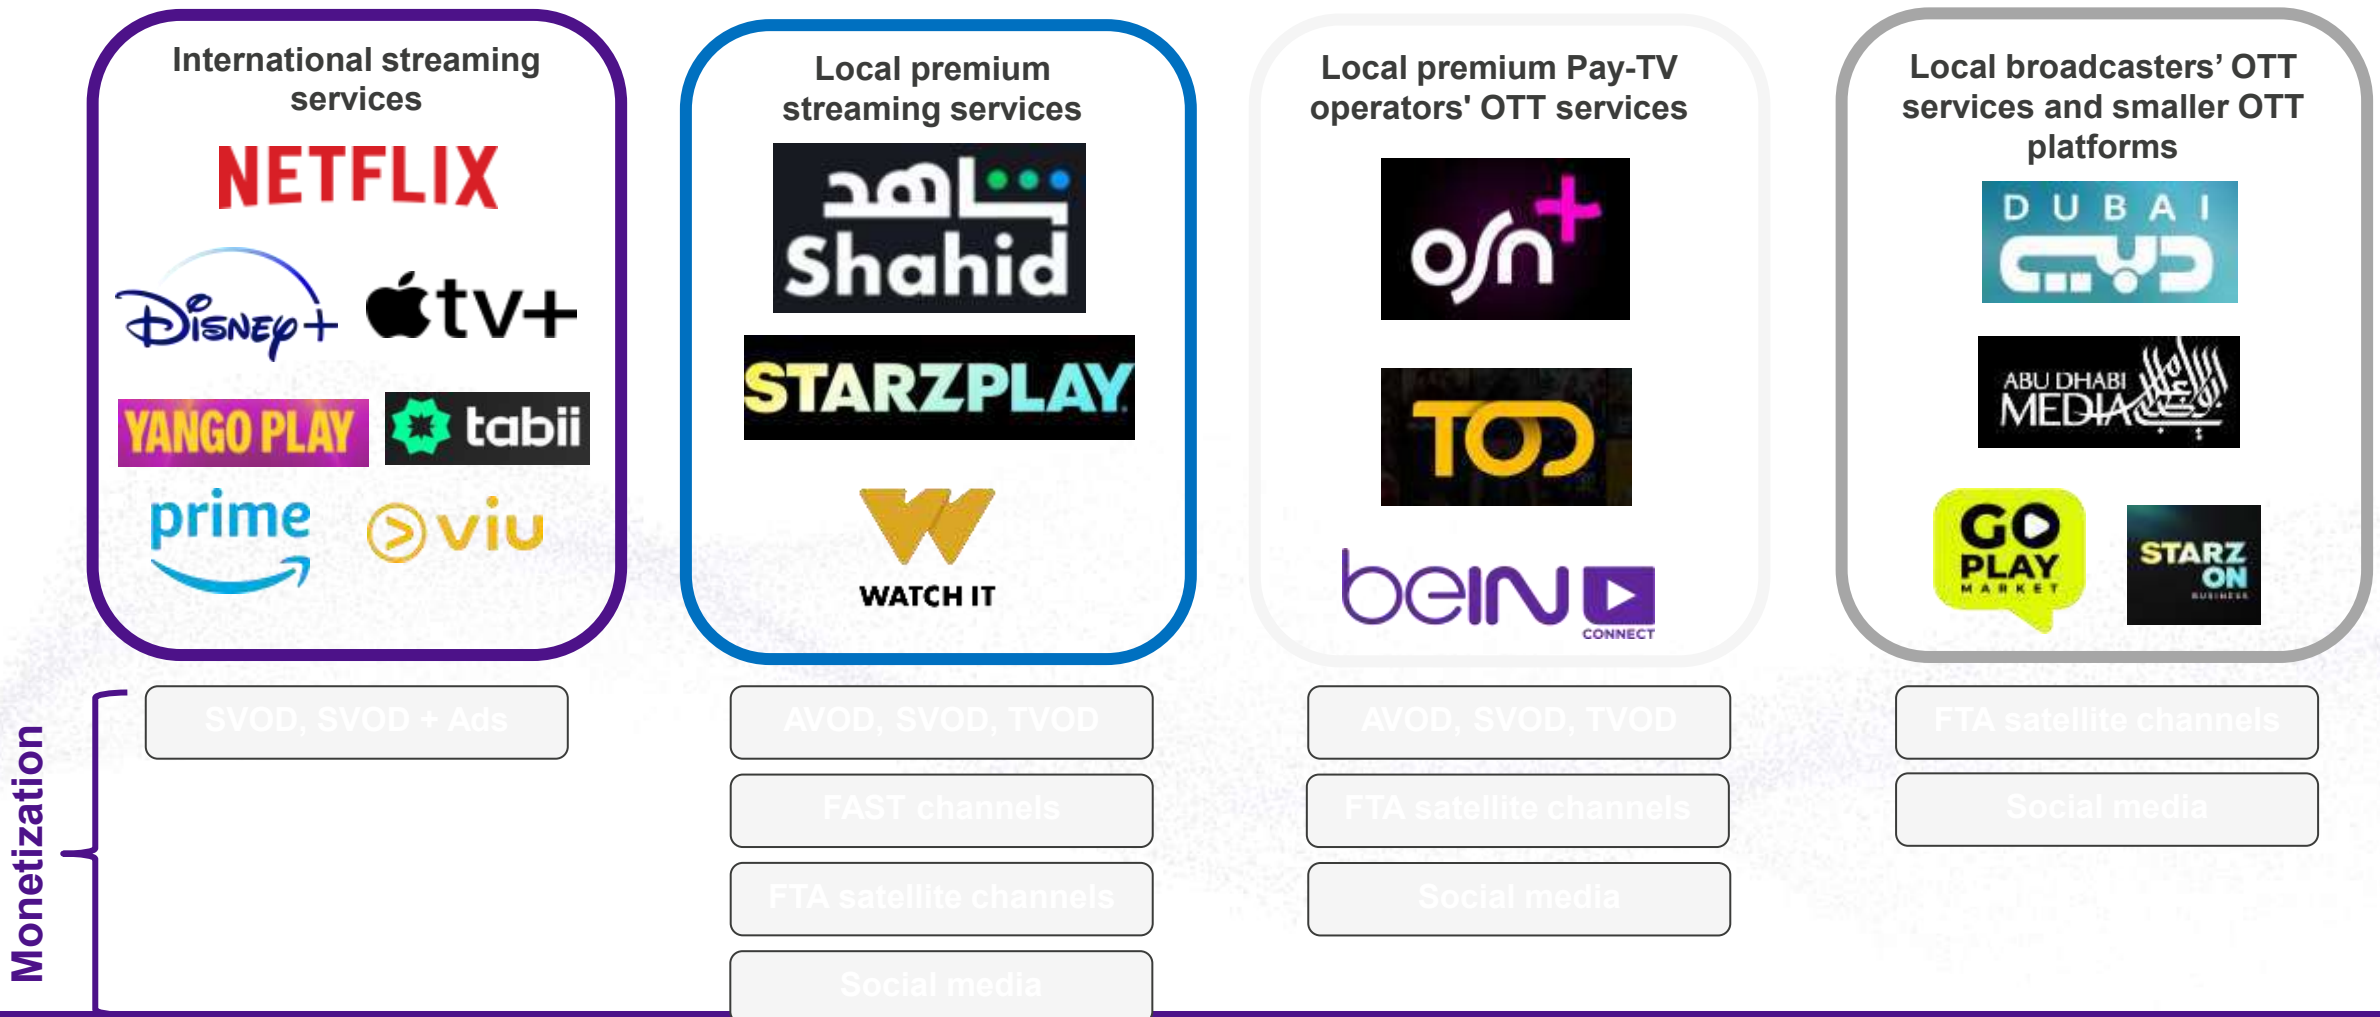 International streaming
services
NETFLIX
Disney+
tv+
YANGO PLAY
tabii
prime
viu
Local premium
streaming services
شاهد
Shahid
STARZPLAY
WATCH IT
Local premium Pay-TV
operators' OTT services
osn+
TOD
beIN
CONNECT
Local broadcasters’ OTT
services and smaller OTT
platforms
DUBAI
دبي
ABU DHABI
MEDIA
GO
PLAY
MARKET
STARZ
ON
BUSINESS
Monetization
SVOD, SVOD + Ads
AVOD, SVOD, TVOD
FAST channels
FTA satellite channels
Social media
AVOD, SVOD, TVOD
FTA satellite channels
Social media
FTA satellite channels
Social media